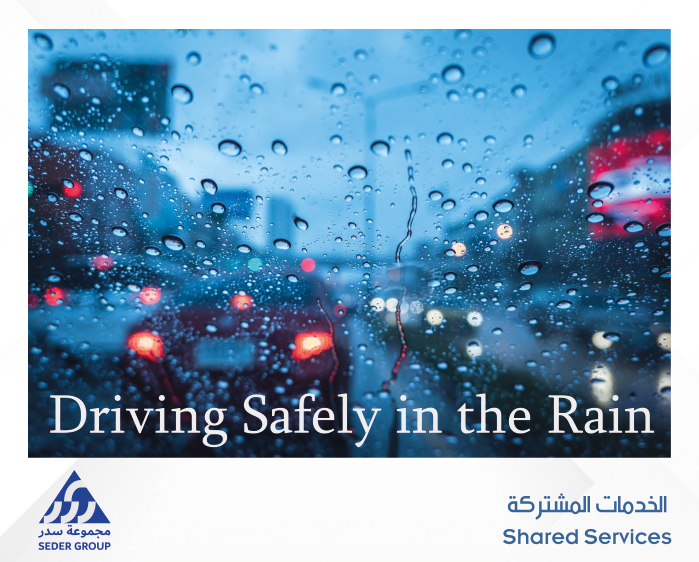 Driving Safely in the Rain
مجموعة سدر
SEDER GROUP
الخدمات المشتركة
Shared Services